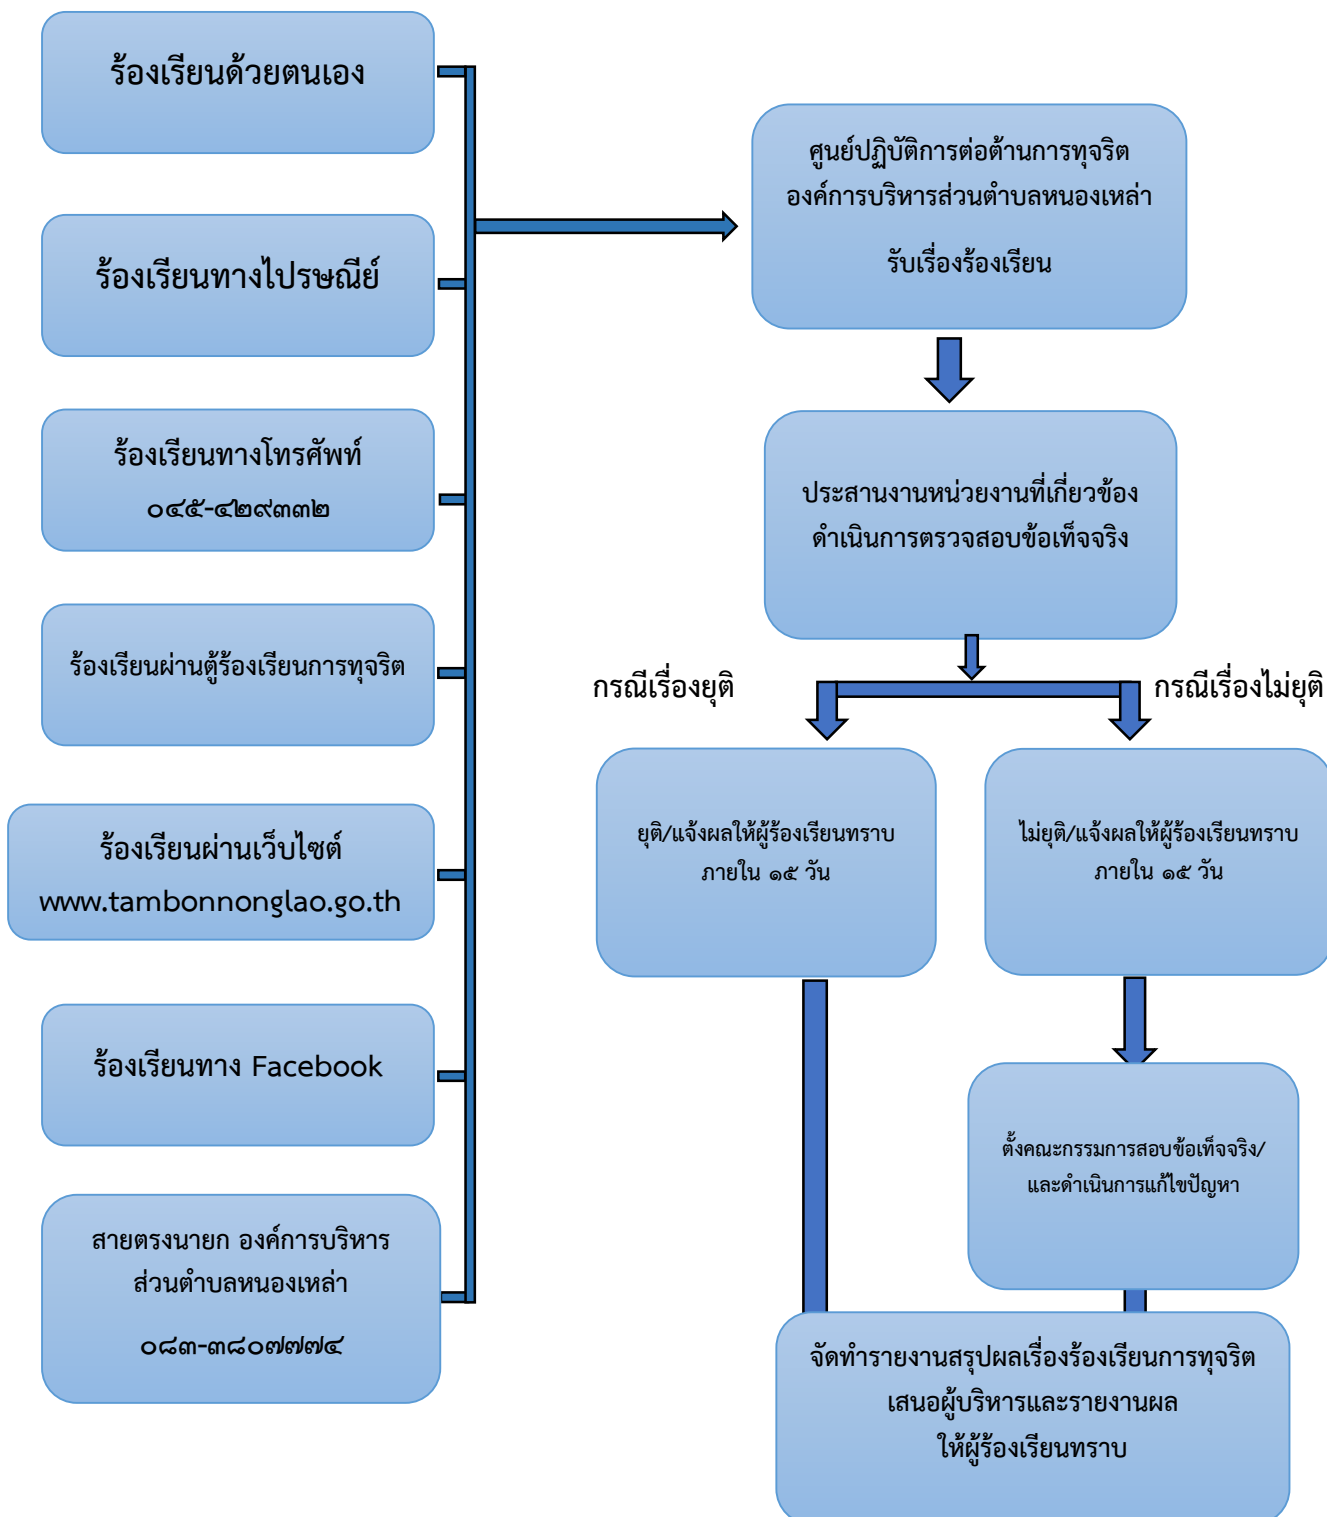 ร้องเรียนด้วยตนเอง
ร้องเรียนทางไปรษณีย์
ร้องเรียนทางโทรศัพท์
๐๔๕-๔๒๙๓๓๒
ร้องเรียนผ่านตู้ร้องเรียนการทุจริต
ร้องเรียนผ่านเว็บไซต์
www.tambonnonglao.go.th
ร้องเรียนทาง Facebook
สายตรงนายก องค์การบริหาร
ส่วนตำบลหนองเหล่า
๐๘๓-๓๘๐๗๗๗๔
ศูนย์ปฏิบัติการต่อต้านการทุจริต
องค์การบริหารส่วนตำบลหนองเหล่า
รับเรื่องร้องเรียน
ประสานงานหน่วยงานที่เกี่ยวข้อง
ดำเนินการตรวจสอบข้อเท็จจริง
กรณีเรื่องยุติ
กรณีเรื่องไม่ยุติ
ยุติ/แจ้งผลให้ผู้ร้องเรียนทราบ
ภายใน ๑๕ วัน
ไม่ยุติ/แจ้งผลให้ผู้ร้องเรียนทราบ
ภายใน ๑๕ วัน
ตั้งคณะกรรมการสอบข้อเท็จจริง/
และดำเนินการแก้ไขปัญหา
จัดทำรายงานสรุปผลเรื่องร้องเรียนการทุจริต
เสนอผู้บริหารและรายงานผล
ให้ผู้ร้องเรียนทราบ